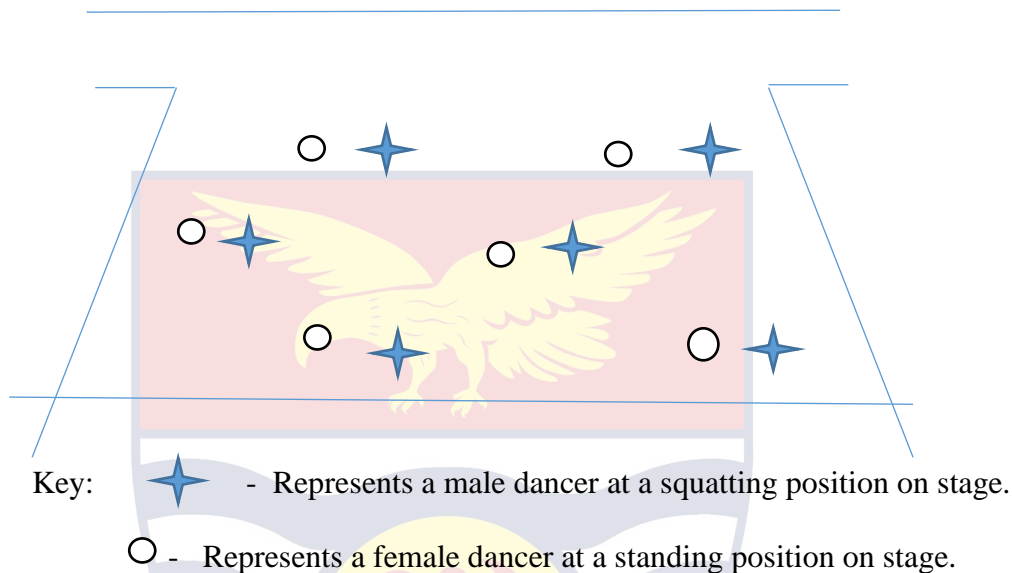 Key: - Represents a male dancer at a squatting position on stage.
- Represents a female dancer at a standing position on stage.